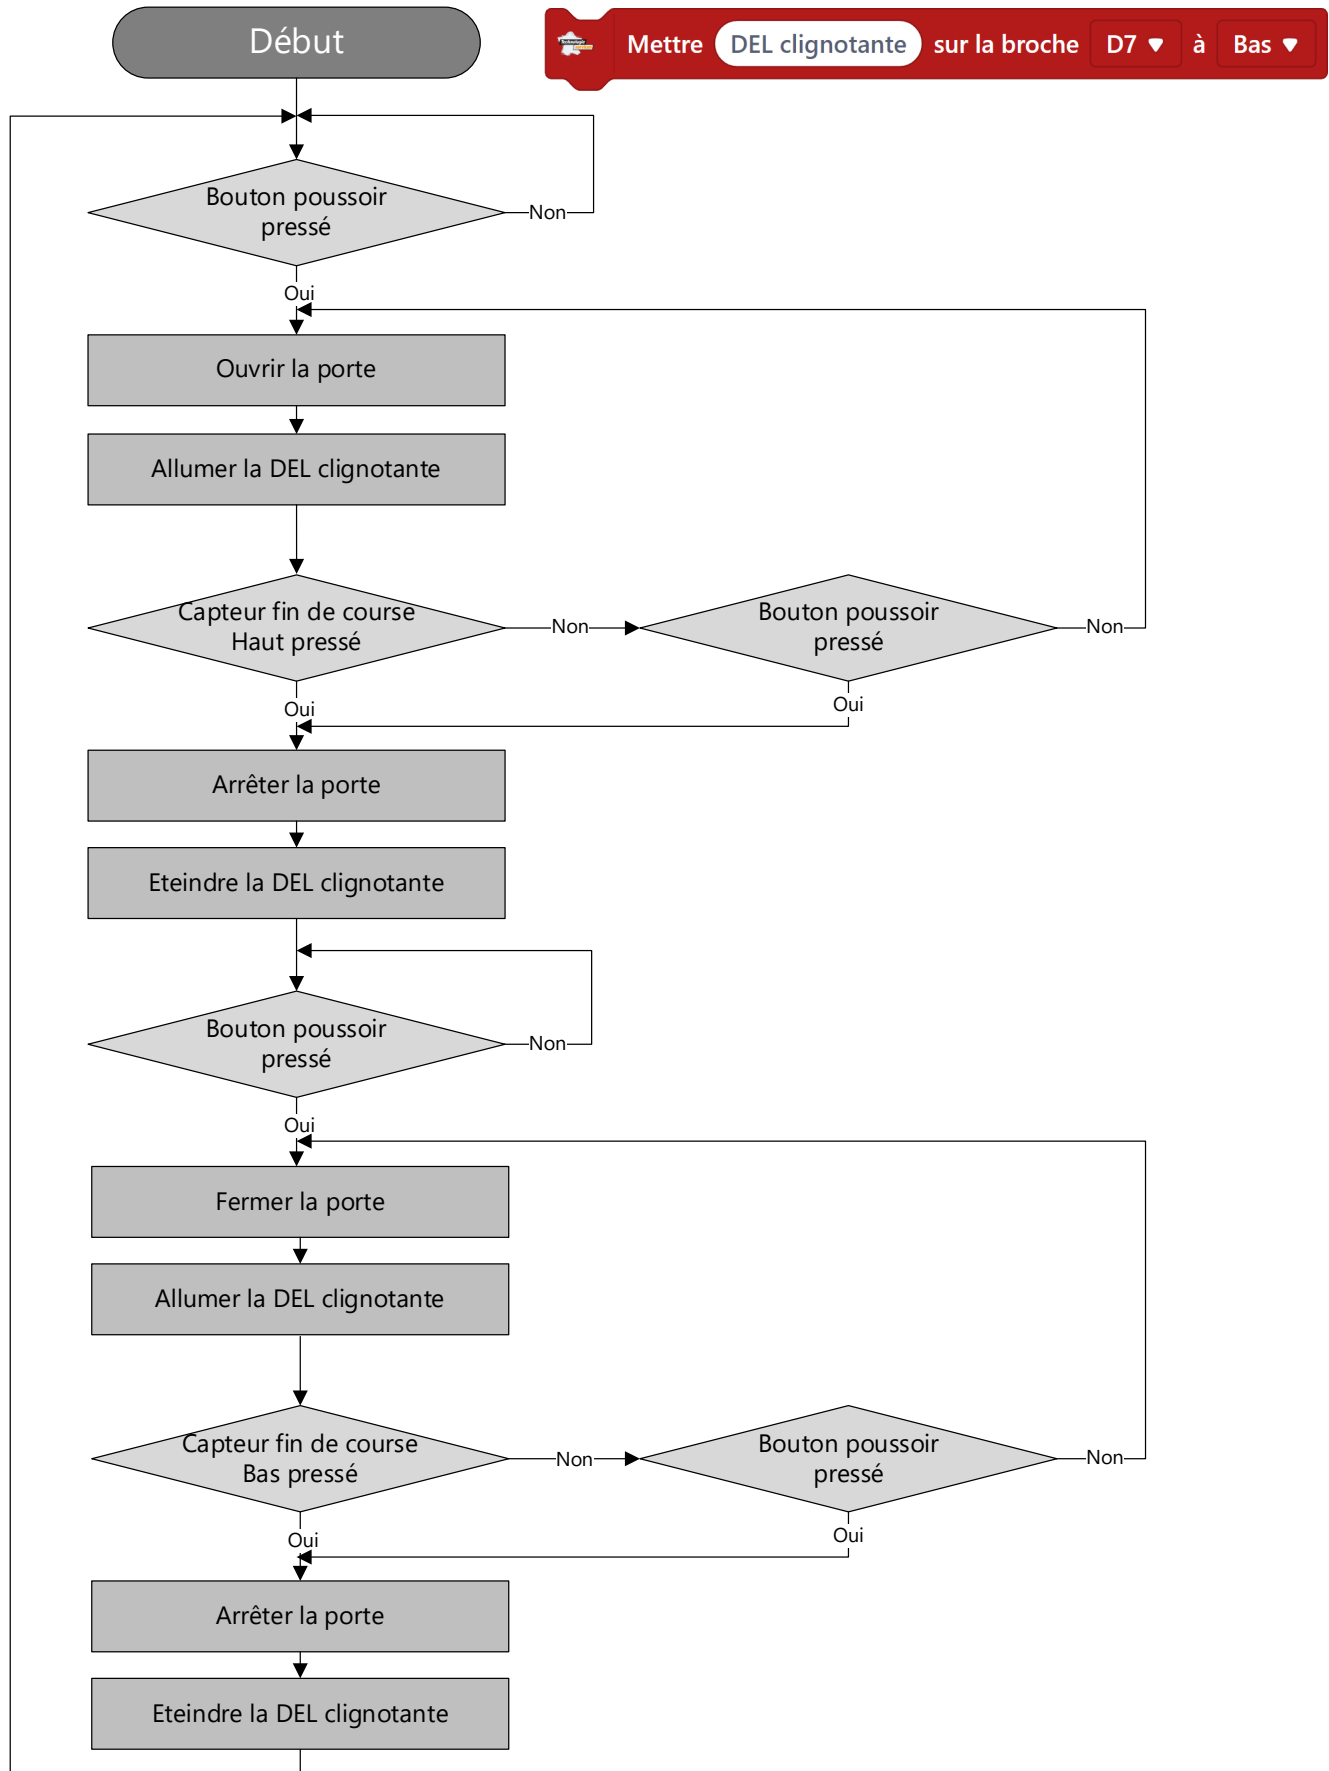 Début
Mettre DEL clignotante sur la broche D7 à Bas
Bouton poussoir
pressé
Non
Oui
Ouvrir la porte
Allumer la DEL clignotante
Capteur fin de course
Haut pressé
Non
Bouton poussoir
pressé
Non
Oui
Oui
Arrêter la porte
Eteindre la DEL clignotante
Bouton poussoir
pressé
Non
Oui
Fermer la porte
Allumer la DEL clignotante
Capteur fin de course
Bas pressé
Non
Bouton poussoir
pressé
Non
Oui
Oui
Arrêter la porte
Eteindre la DEL clignotante